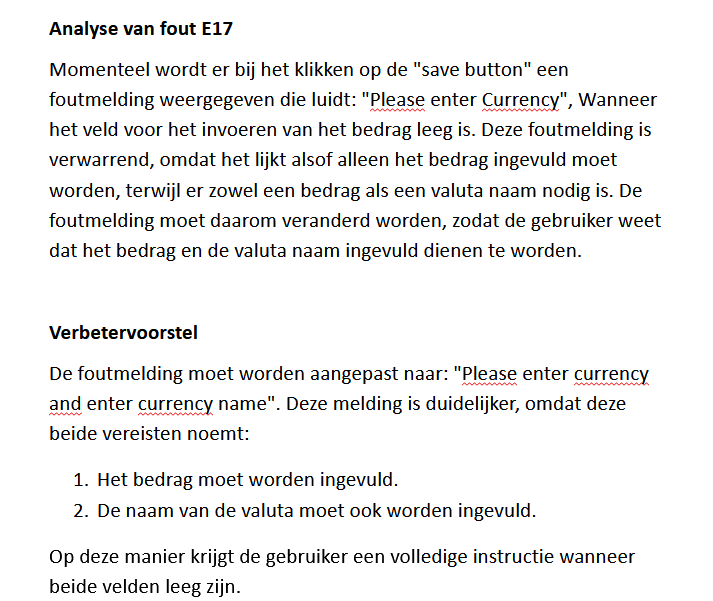 Analyse van fout E17
Momenteel wordt er bij het klikken op de "save button" een
foutmelding weergegeven die luidt: "Please enter Currency", Wanneer
het veld voor het invoeren van het bedrag leeg is. Deze foutmelding is
verwarrend, omdat het lijkt alsof alleen het bedrag ingevuld moet
worden, terwijl er zowel een bedrag als een valuta naam nodig is. De
foutmelding moet daarom veranderd worden, zodat de gebruiker weet
dat het bedrag en de valuta naam ingevuld dienen te worden.
Verbetervoorstel
De foutmelding moet worden aangepast naar: "Please enter currency
and enter currency name". Deze melding is duidelijker, omdat deze
beide vereisten noemt:
1. Het bedrag moet worden ingevuld.
2. De naam van de valuta moet ook worden ingevuld.
Op deze manier krijgt de gebruiker een volledige instructie wanneer
beide velden leeg zijn.